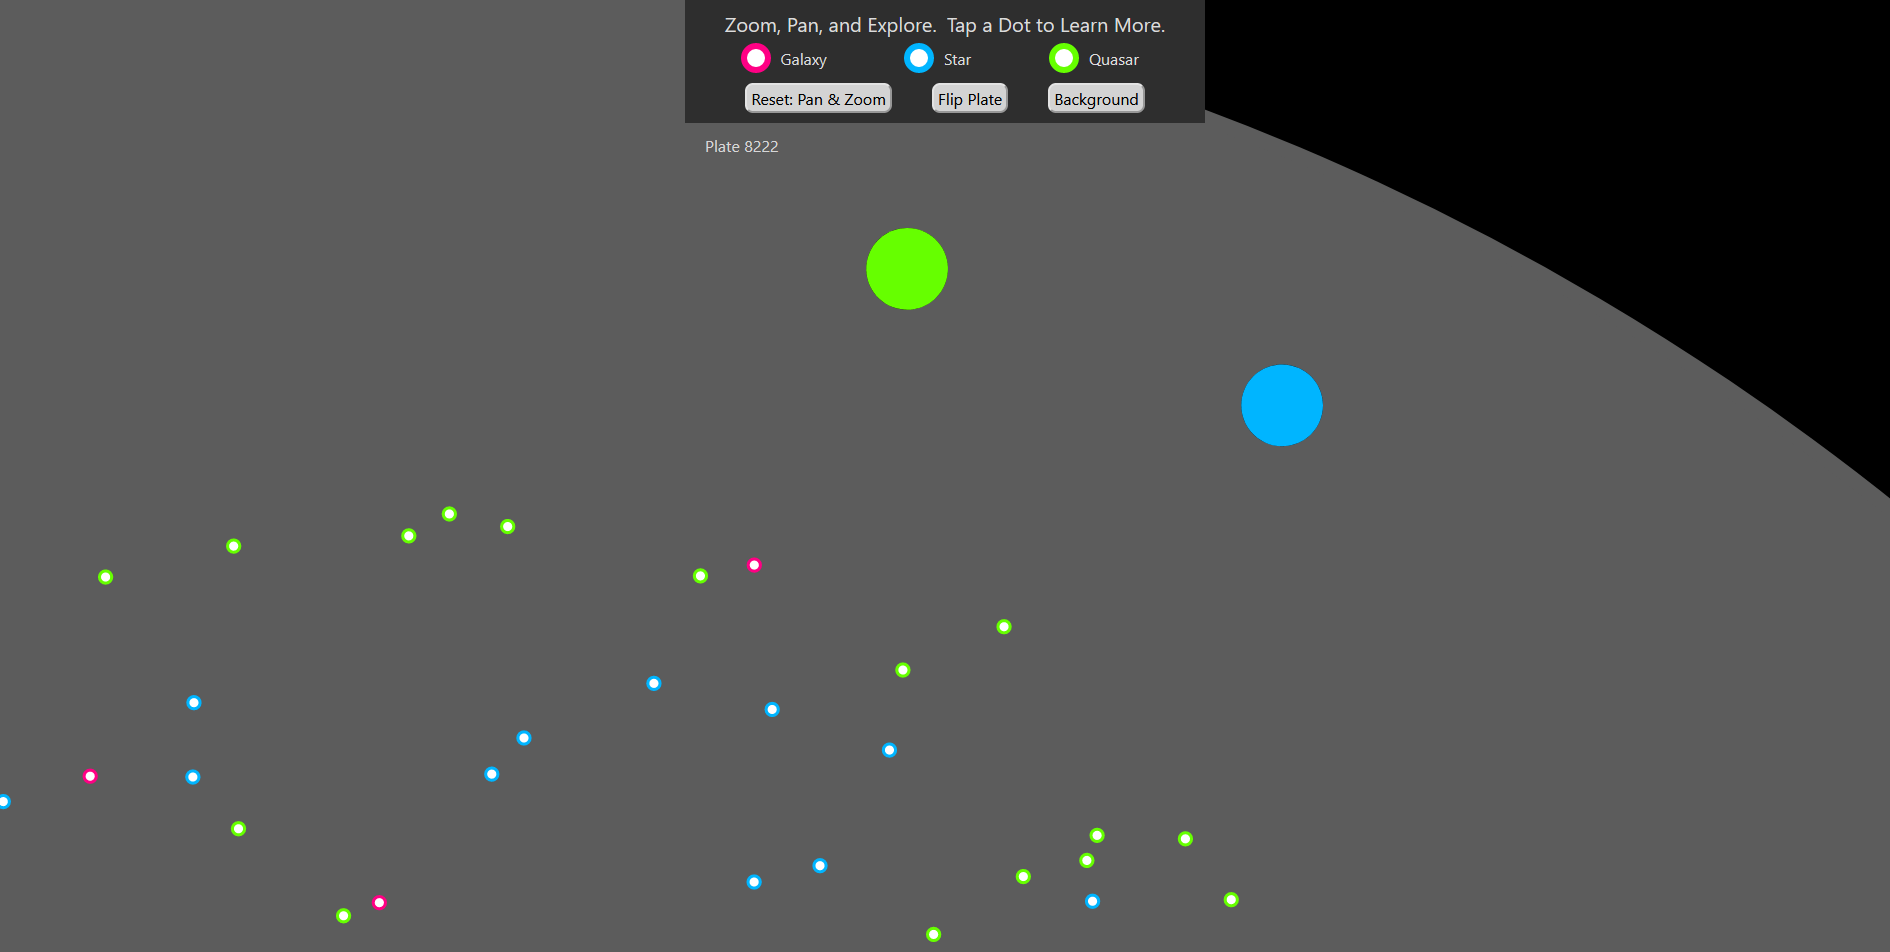 Zoom, Pan, and Explore.  Tap a Dot to Learn More.
Galaxy Star Quasar
Reset: Pan & Zoom Flip Plate Background
Plate 8222